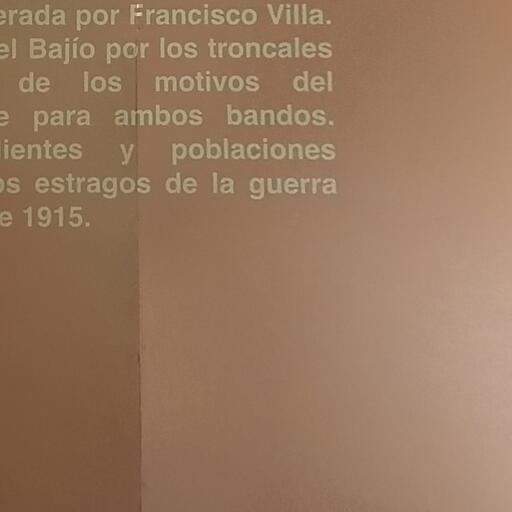 erada por Francisco Villa.
el Bajío por los troncales
de los motivos del
e para ambos bandos.
lientes y poblaciones
os estragos de la guerra
e 1915.